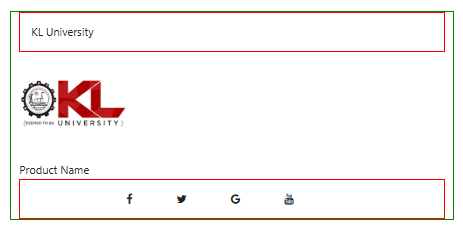 KL University
KL
(DEEMED TO BE UNIVERSITY)
Product Name